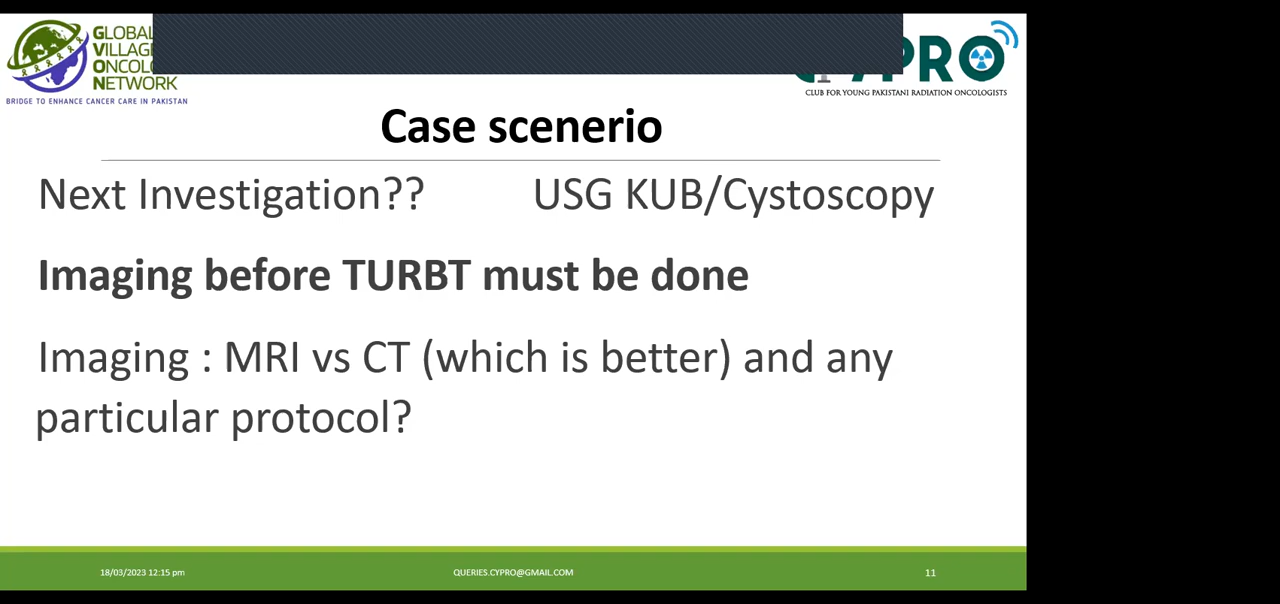 GLOBAL
VILLAGE
ONCOLOGY
NETWORK
BRIDGE TO ENHANCE CANCER CARE IN PAKISTAN
PRO
CLUB FOR YOUNG PAKISTANI RADIATION ONCOLOGISTS
Case scenerio
Next Investigation?? USG KUB/Cystoscopy
Imaging before TURBT must be done
Imaging : MRI vs CT (which is better) and any
particular protocol?
18/03/2023 12:15 pm QUERIES.CYPRO@GMAIL.COM 11